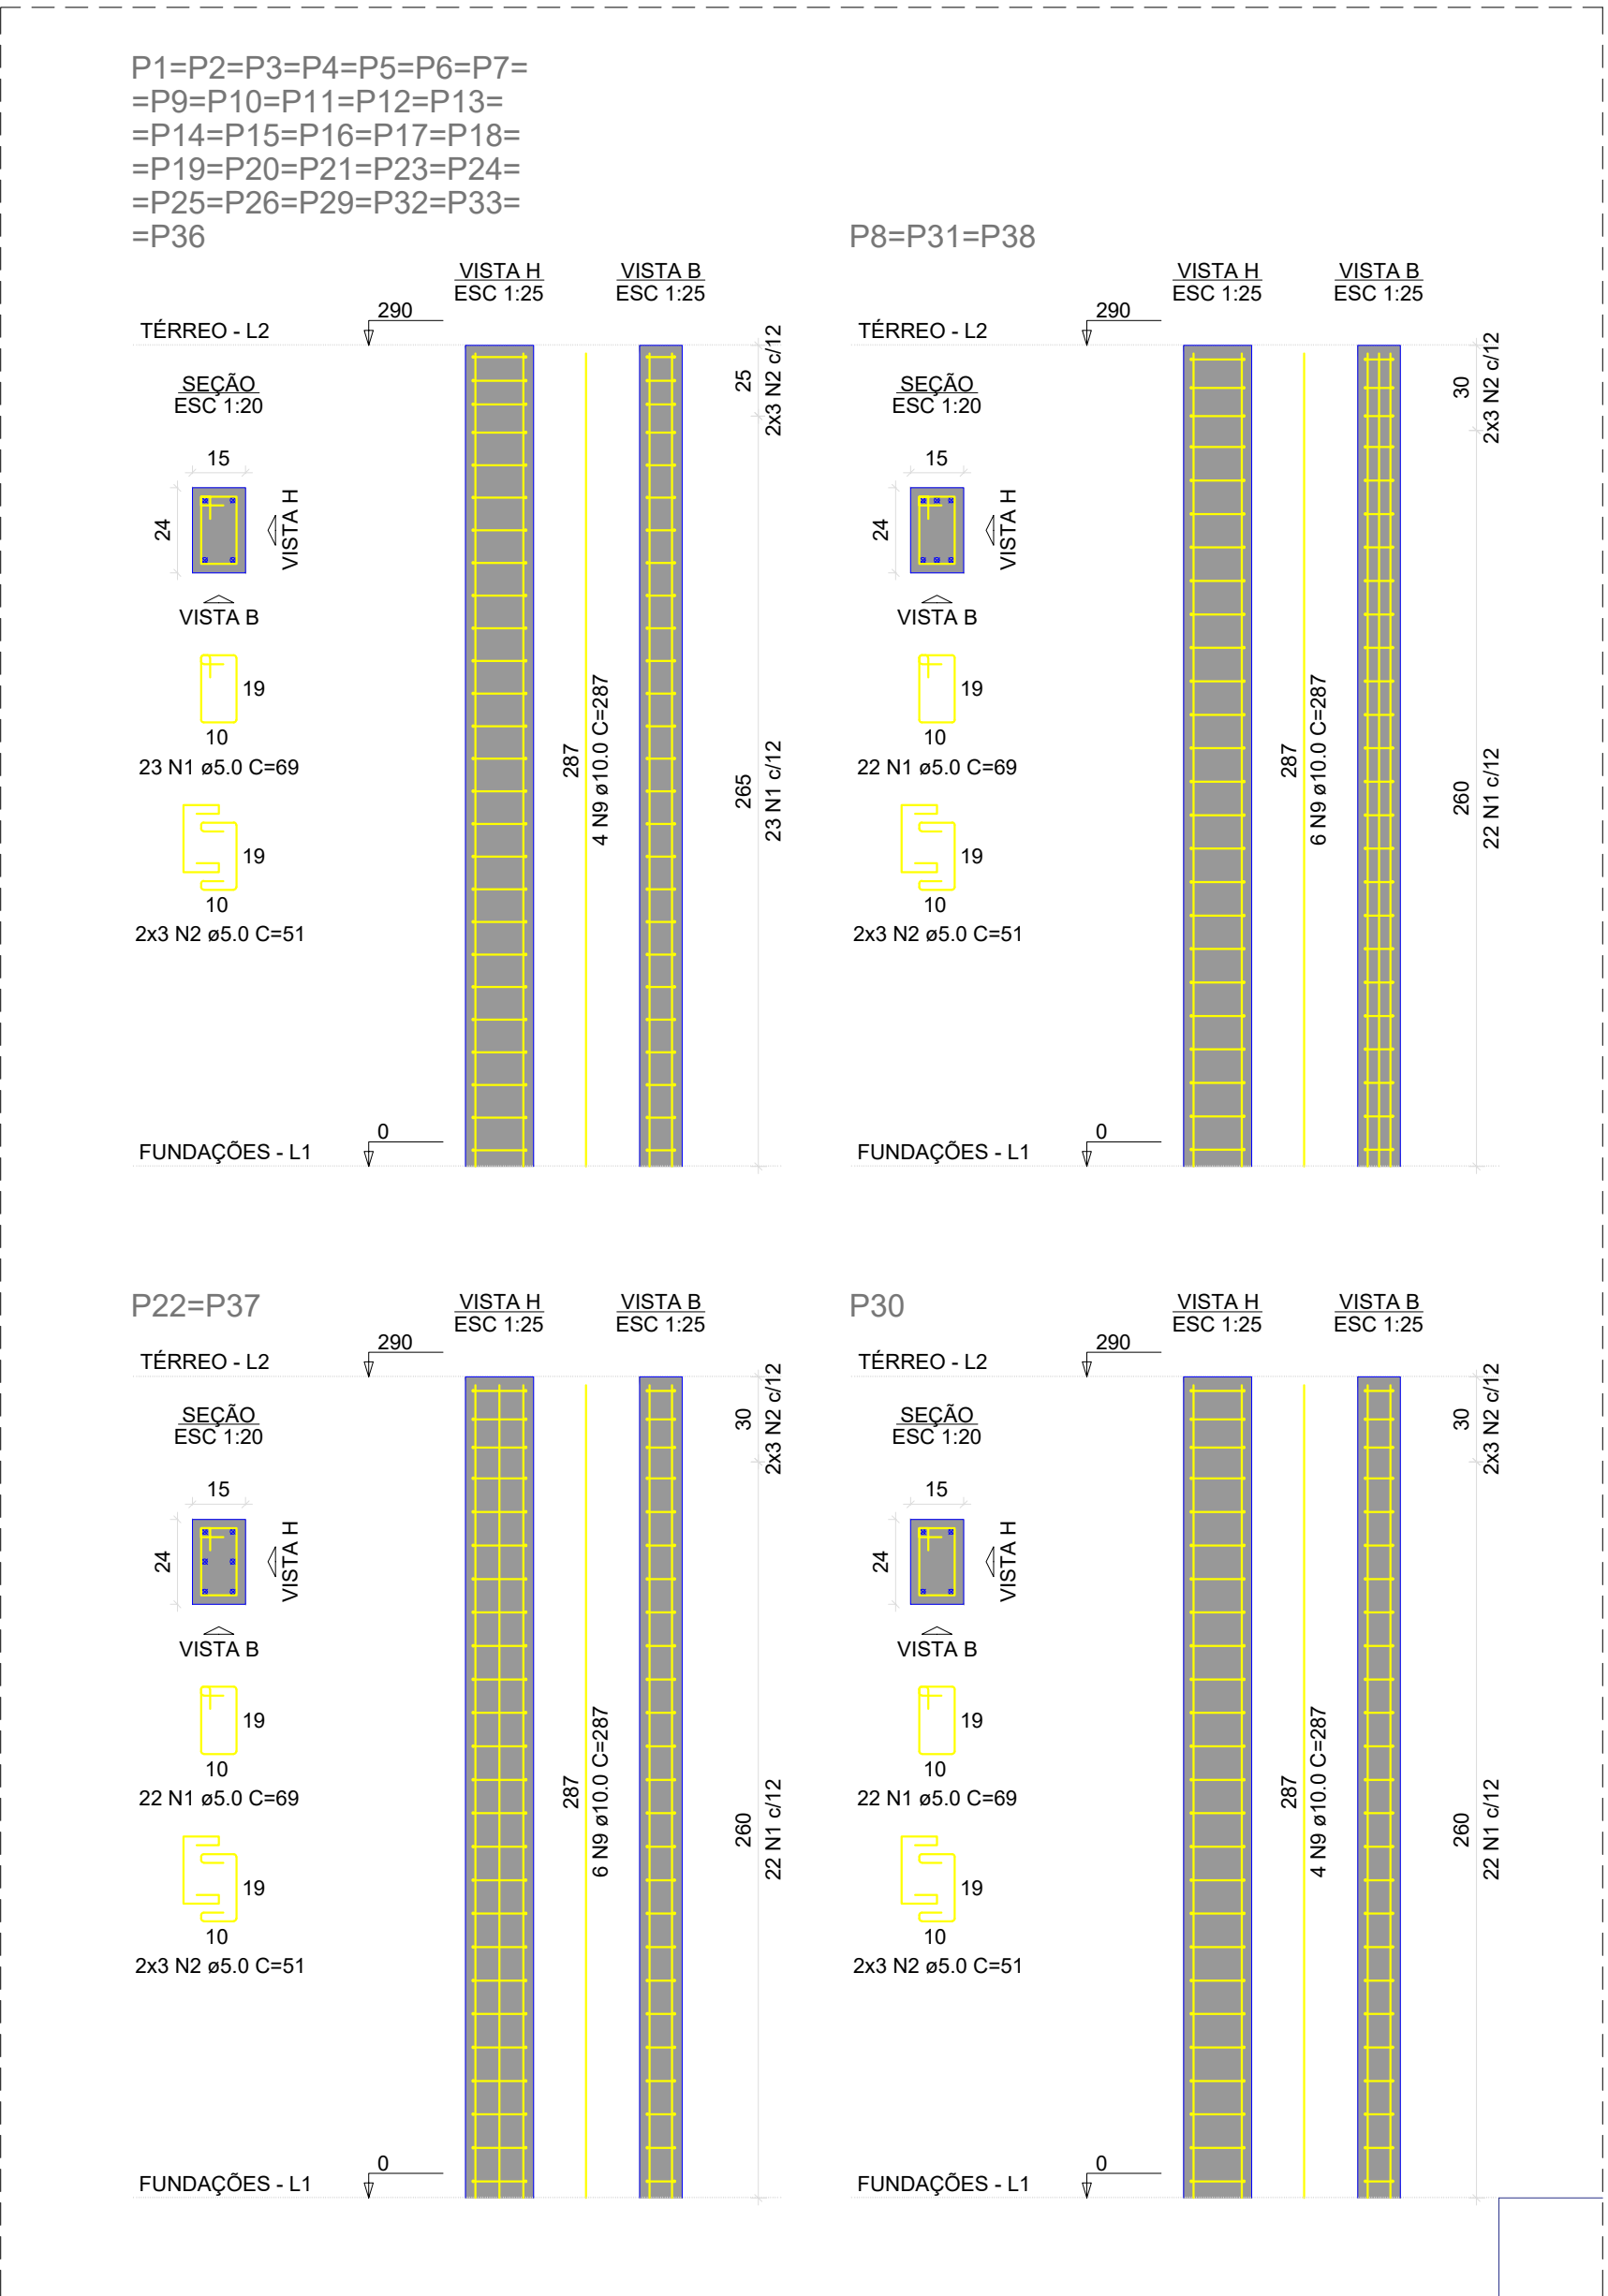 P1=P2=P3=P4=P5=P6=P7=
=P9=P10=P11=P12=P13=
=P14=P15=P16=P17=P18=
=P19=P20=P21=P23=P24=
=P25=P26=P29=P32=P33=
=P36
VISTA H
ESC 1:25
VISTA B
ESC 1:25
290
TÉRREO - L2
SEÇÃO
ESC 1:20
15
24
VISTA H
VISTA B
19
10
23 N1 ø5.0 C=69
19
10
2x3 N2 ø5.0 C=51
287
4 N9 ø10.0 C=287
25
2x3 N2 c/12
265
23 N1 c/12
0
FUNDAÇÕES - L1
P8=P31=P38
VISTA H
ESC 1:25
VISTA B
ESC 1:25
290
TÉRREO - L2
SEÇÃO
ESC 1:20
15
24
VISTA H
VISTA B
19
10
22 N1 ø5.0 C=69
19
10
2x3 N2 ø5.0 C=51
287
6 N9 ø10.0 C=287
30
2x3 N2 c/12
260
22 N1 c/12
0
FUNDAÇÕES - L1
P22=P37
VISTA H
ESC 1:25
VISTA B
ESC 1:25
290
TÉRREO - L2
SEÇÃO
ESC 1:20
15
24
VISTA H
VISTA B
19
10
22 N1 ø5.0 C=69
19
10
2x3 N2 ø5.0 C=51
287
6 N9 ø10.0 C=287
30
2x3 N2 c/12
260
22 N1 c/12
0
FUNDAÇÕES - L1
P30
VISTA H
ESC 1:25
VISTA B
ESC 1:25
290
TÉRREO - L2
SEÇÃO
ESC 1:20
15
24
VISTA H
VISTA B
19
10
22 N1 ø5.0 C=69
19
10
2x3 N2 ø5.0 C=51
287
4 N9 ø10.0 C=287
30
2x3 N2 c/12
260
22 N1 c/12
0
FUNDAÇÕES - L1